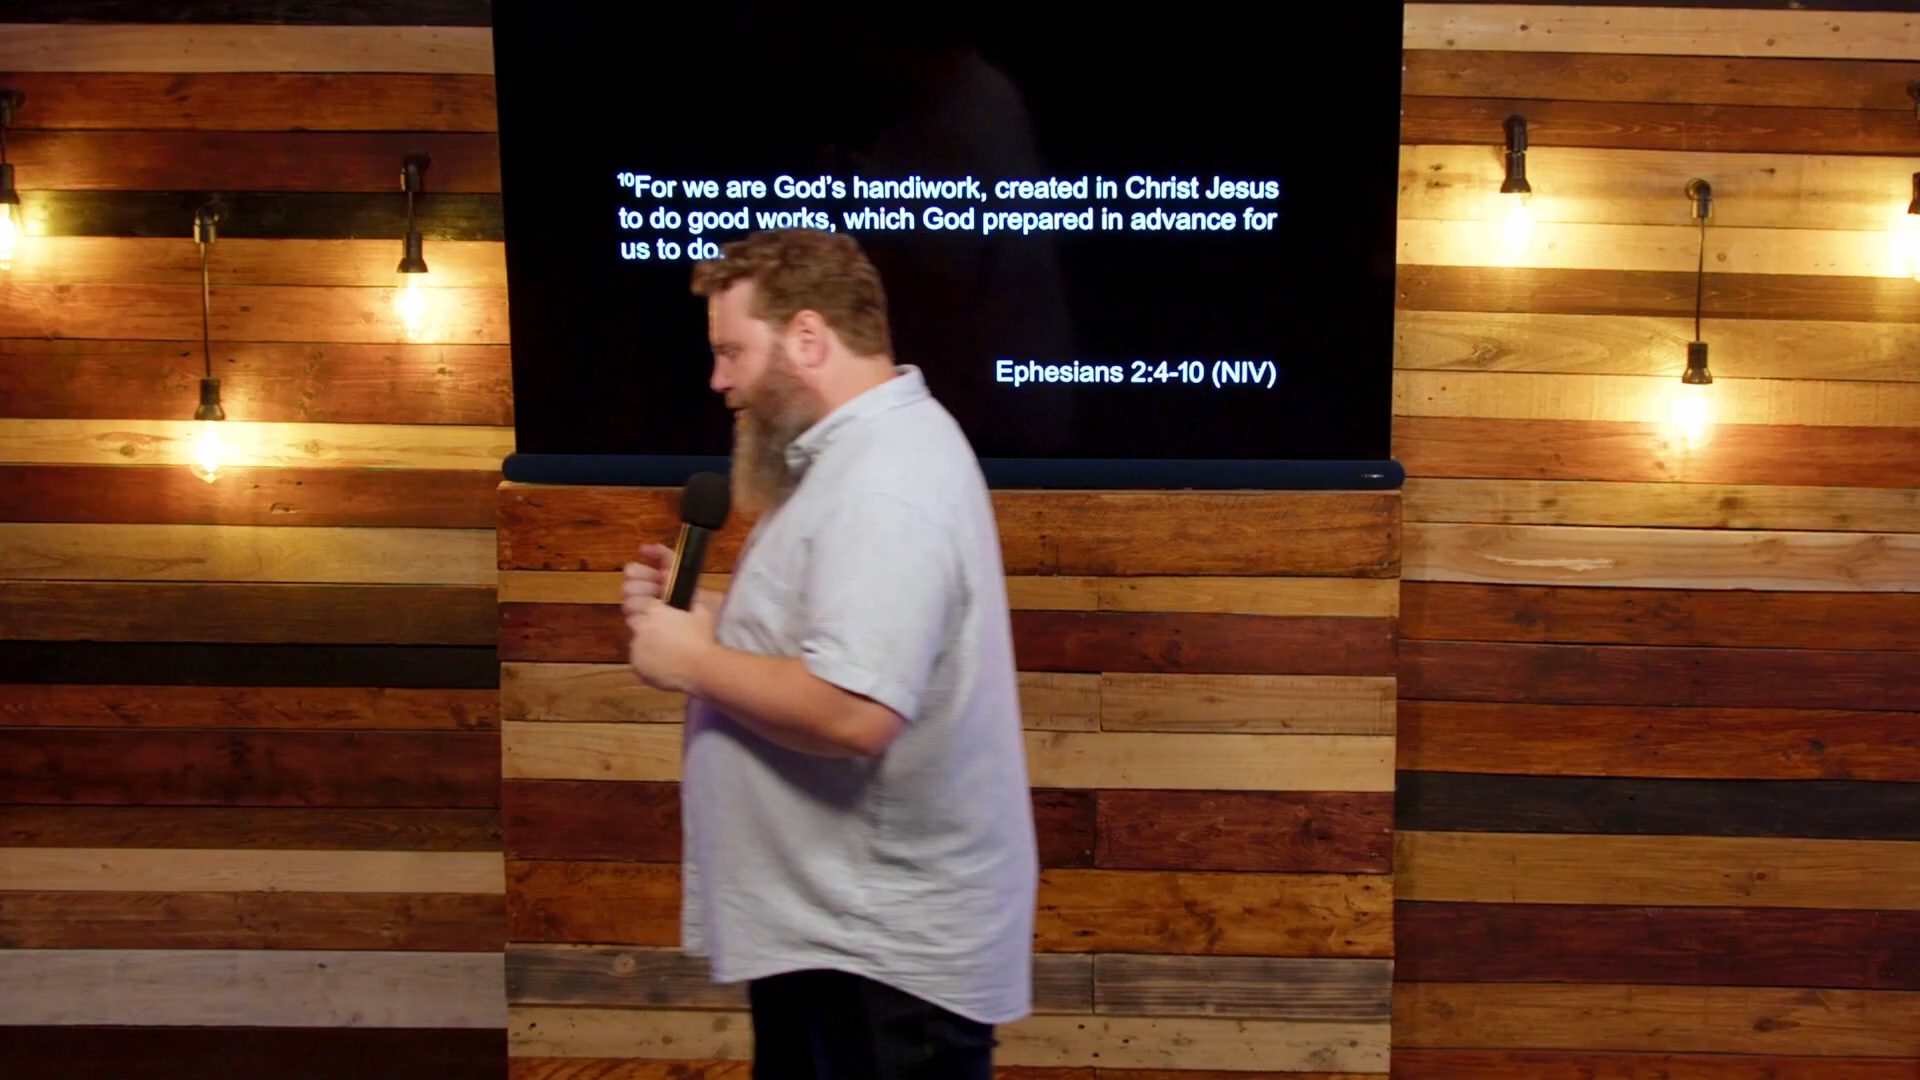 ¹⁰For we are God's handiwork, created in Christ Jesus
to do good works, which God prepared in advance for
us to do.
Ephesians 2:4-10 (NIV)